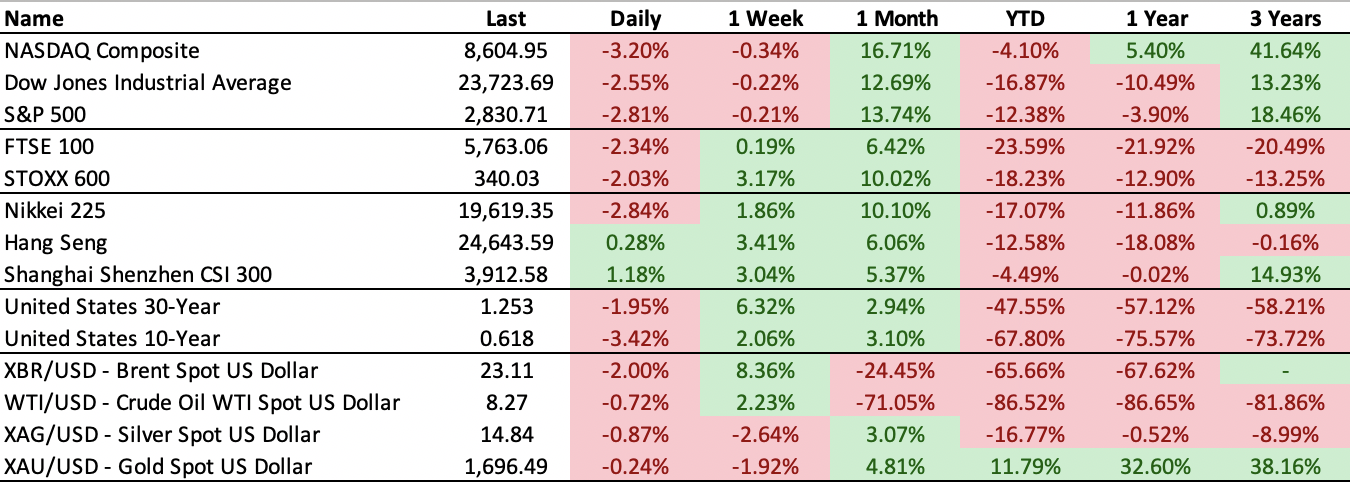 Name Last Daily 1 Week 1 Month YTD 1 Year 3 Years
NASDAQ Composite 8,604.95 -3.20% -0.34% 16.71% -4.10% 5.40% 41.64%
Dow Jones Industrial Average 23,723.69 -2.55% -0.22% 12.69% -16.87% -10.49% 13.23%
S&P 500 2,830.71 -2.81% -0.21% 13.74% -12.38% -3.90% 18.46%
FTSE 100 5,763.06 -2.34% 0.19% 6.42% -23.59% -21.92% -20.49%
STOXX 600 340.03 -2.03% 3.17% 10.02% -18.23% -12.90% -13.25%
Nikkei 225 19,619.35 -2.84% 1.86% 10.10% -17.07% -11.86% 0.89%
Hang Seng 24,643.59 0.28% 3.41% 6.06% -12.58% -18.08% -0.16%
Shanghai Shenzhen CSI 300 3,912.58 1.18% 3.04% 5.37% -4.49% -0.02% 14.93%
United States 30-Year 1.253 -1.95% 6.32% 2.94% -47.55% -57.12% -58.21%
United States 10-Year 0.618 -3.42% 2.06% 3.10% -67.80% -75.57% -73.72%
XBR/USD - Brent Spot US Dollar 23.11 -2.00% 8.36% -24.45% -65.66% -67.62% -
WTI/USD - Crude Oil WTI Spot US Dollar 8.27 -0.72% 2.23% -71.05% -86.52% -86.65% -81.86%
XAG/USD - Silver Spot US Dollar 14.84 -0.87% -2.64% 3.07% -16.77% -0.52% -8.99%
XAU/USD - Gold Spot US Dollar 1,696.49 -0.24% -1.92% 4.81% 11.79% 32.60% 38.16%